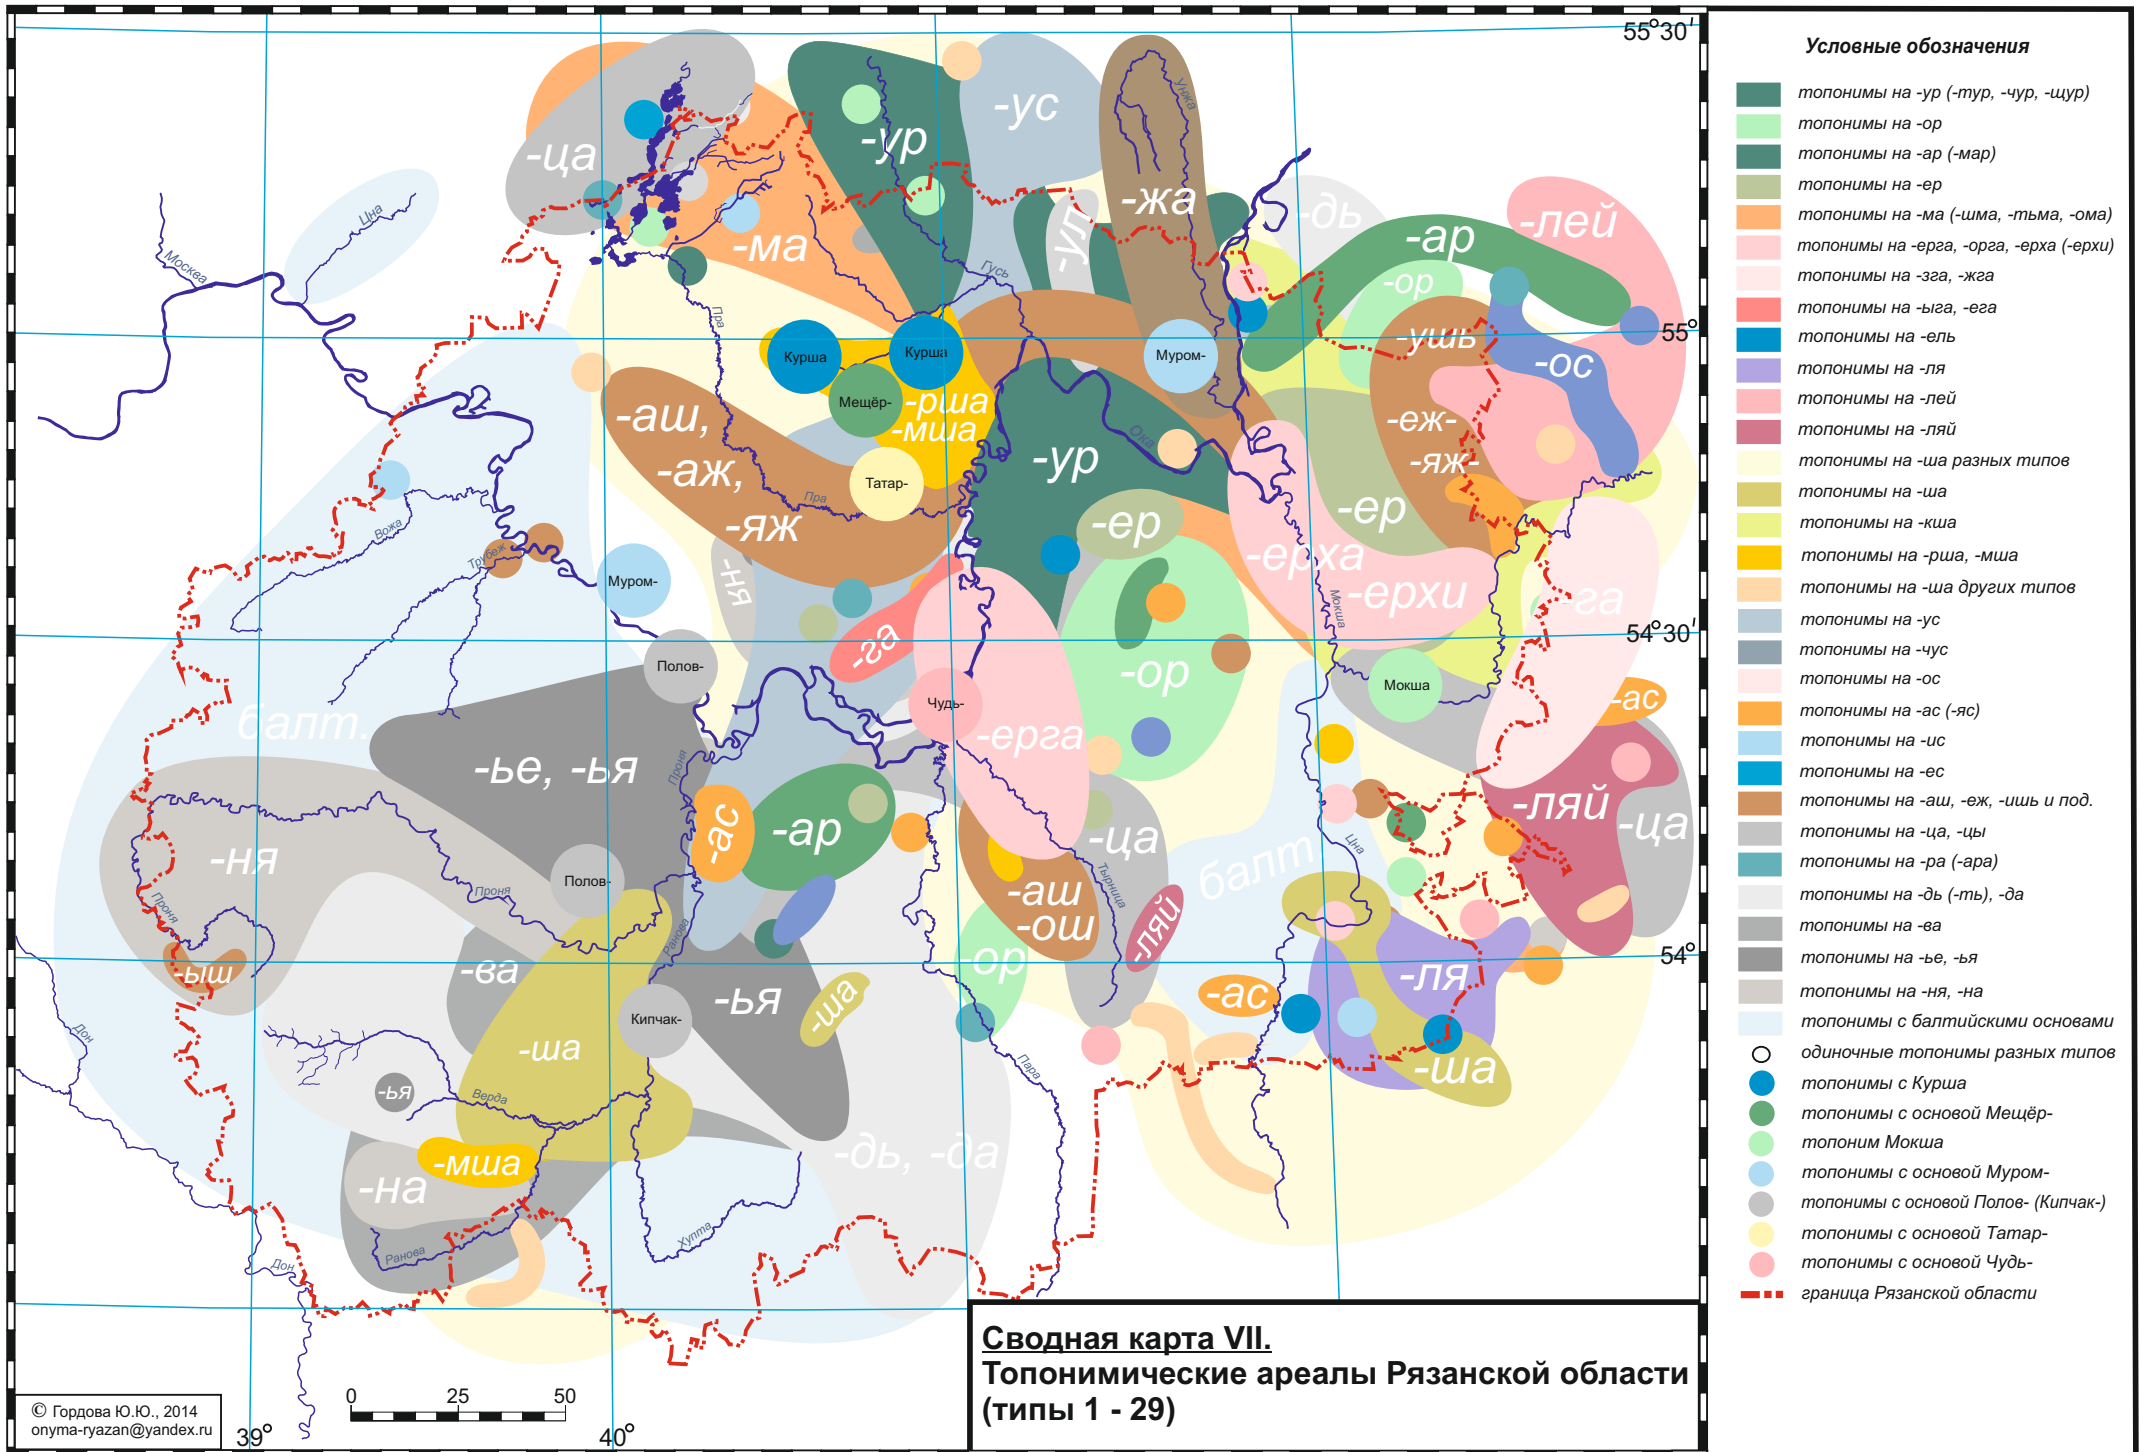 55°30'
-ца
-ур
-ус
Унжа
-жа
-ул
-дь
-лей
-ар
-ор
-ма
Цна
Москва
Гусь
Пра
55°
Курша
Курша
Муром-
-ушь
-ос
Мещёр-
-рша
-мша
-аш,
-аж,
-яж
-еж-
-яж-
Ока
-ур
Татар-
Пра
-ер
-ер
Вожа
Трубеж
-ня
Муром-
-ерха
-ерхи
Мокша
-га
54°30'
-га
Полов-
-ор
Мокша
-ас
балт.
Чудь-
-ерга
-ье, -ья
Проня
-ас
-ар
-ца
-ляй
-ца
-ня
Полов-
Проня
Проня
Цна
балт.
-аш
-ош
Тырница
-ляй
Ранова
-ыш
-ва
-ор
54°
-ля
-ья
-ша
-ас
Кипчак-
Дон
-ша
-ья
Верда
Пара
-ша
-дь, -да
-мша
-на
Хупта
Ранова
Дон
0 25 50
39°
40°
© Гордова Ю.Ю., 2014
onyma-ryazan@yandex.ru
Сводная карта VII.
Топонимические ареалы Рязанской области
(типы 1 - 29)
Условные обозначения
топонимы на -ур (-тур, -чур, -щур)
топонимы на -ор
топонимы на -ар (-мар)
топонимы на -ер
топонимы на -ма (-шма, -тьма, -ома)
топонимы на -ерга, -орга, -ерха (-ерхи)
топонимы на -зга, -жга
топонимы на -ыга, -ега
топонимы на -ель
топонимы на -ля
топонимы на -лей
топонимы на -ляй
топонимы на -ша разных типов
топонимы на -ша
топонимы на -кша
топонимы на -рша, -мша
топонимы на -ша других типов
топонимы на -ус
топонимы на -чус
топонимы на -ос
топонимы на -ас (-яс)
топонимы на -ис
топонимы на -ес
топонимы на -аш, -еж, -ишь и под.
топонимы на -ца, -цы
топонимы на -ра (-ара)
топонимы на -дь (-ть), -да
топонимы на -ва
топонимы на -ье, -ья
топонимы на -ня, -на
топонимы с балтийскими основами
одиночные топонимы разных типов
топонимы с Курша
топонимы с основой Мещёр-
топоним Мокша
топонимы с основой Муром-
топонимы с основой Полов- (Кипчак-)
топонимы с основой Татар-
топонимы с основой Чудь-
граница Рязанской области